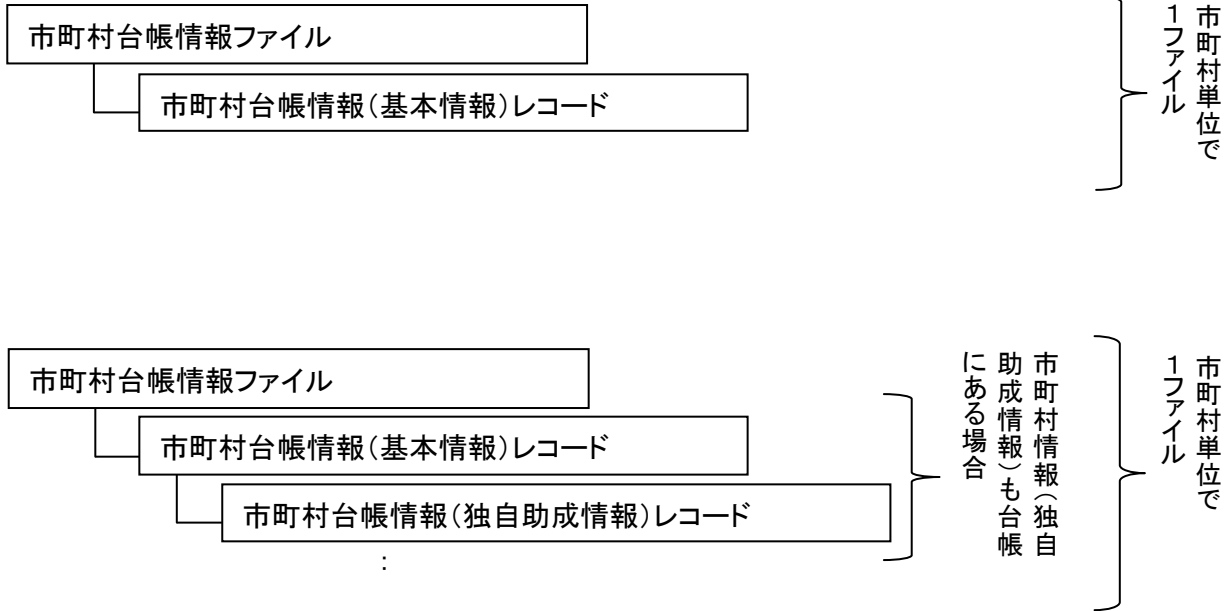 市町村台帳情報ファイル
市町村台帳情報（基本情報）レコード
市町村単位で
１ファイル
市町村台帳情報ファイル
市町村台帳情報（基本情報）レコード
市町村台帳情報（独自助成情報）レコード
：
市町村情報（独自
助成情報）も台帳
にある場合
市町村単位で
１ファイル